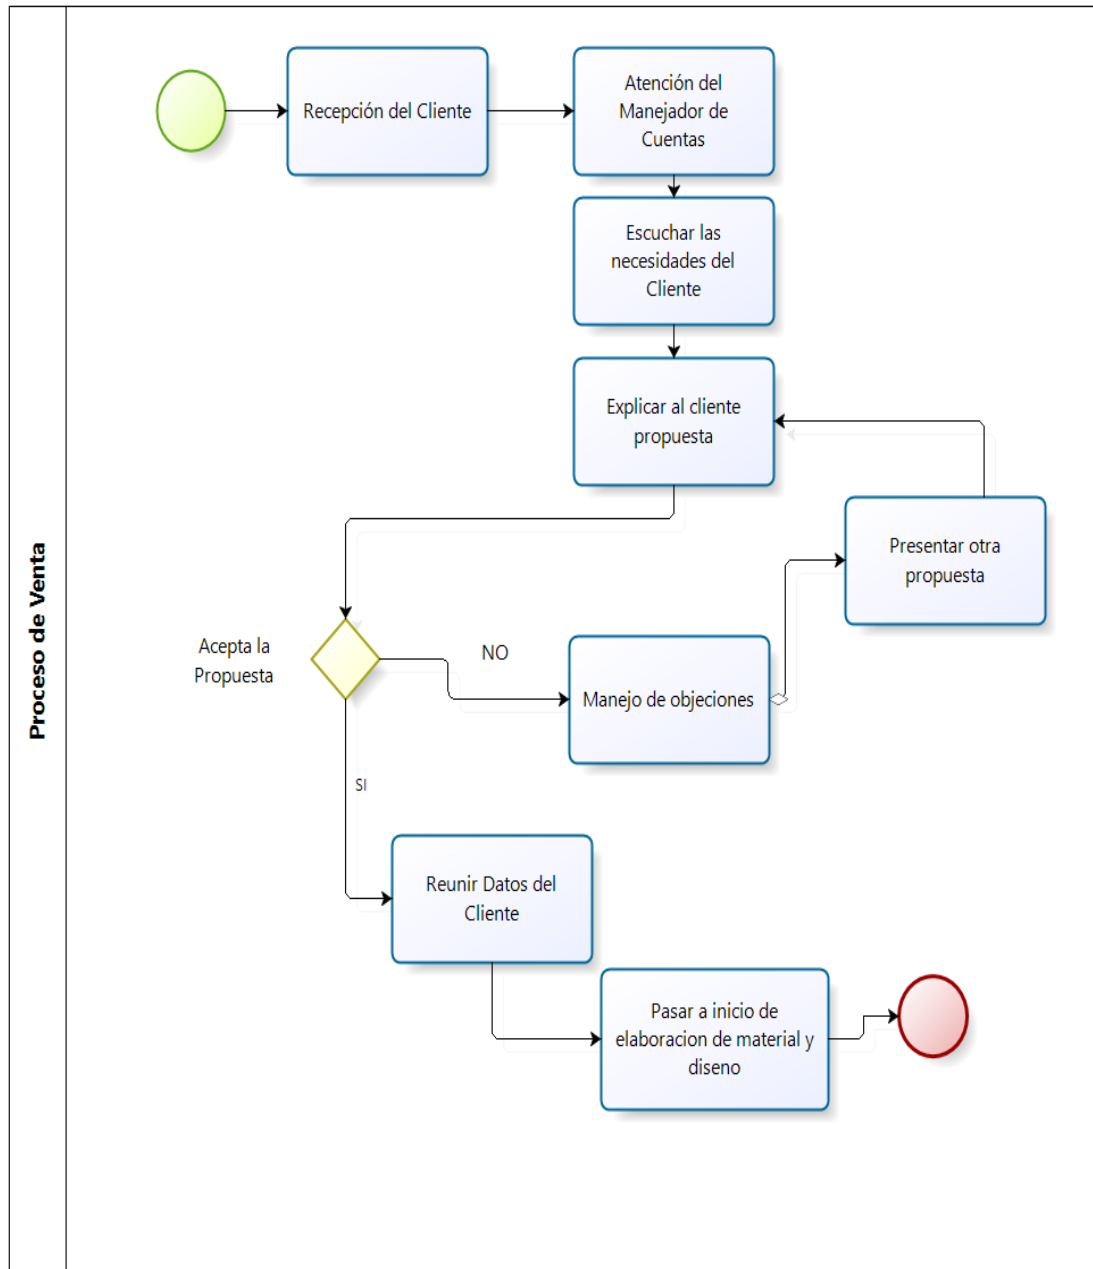 Proceso de Venta
Recepción del Cliente
Atención del
Manejador de
Cuentas
Escuchar las
necesidades del
Cliente
Explicar al cliente
propuesta
Presentar otra
propuesta
Acepta la
Propuesta
NO
Manejo de objeciones
SI
Reunir Datos del
Cliente
Pasar a inicio de
elaboracion de material y
diseno